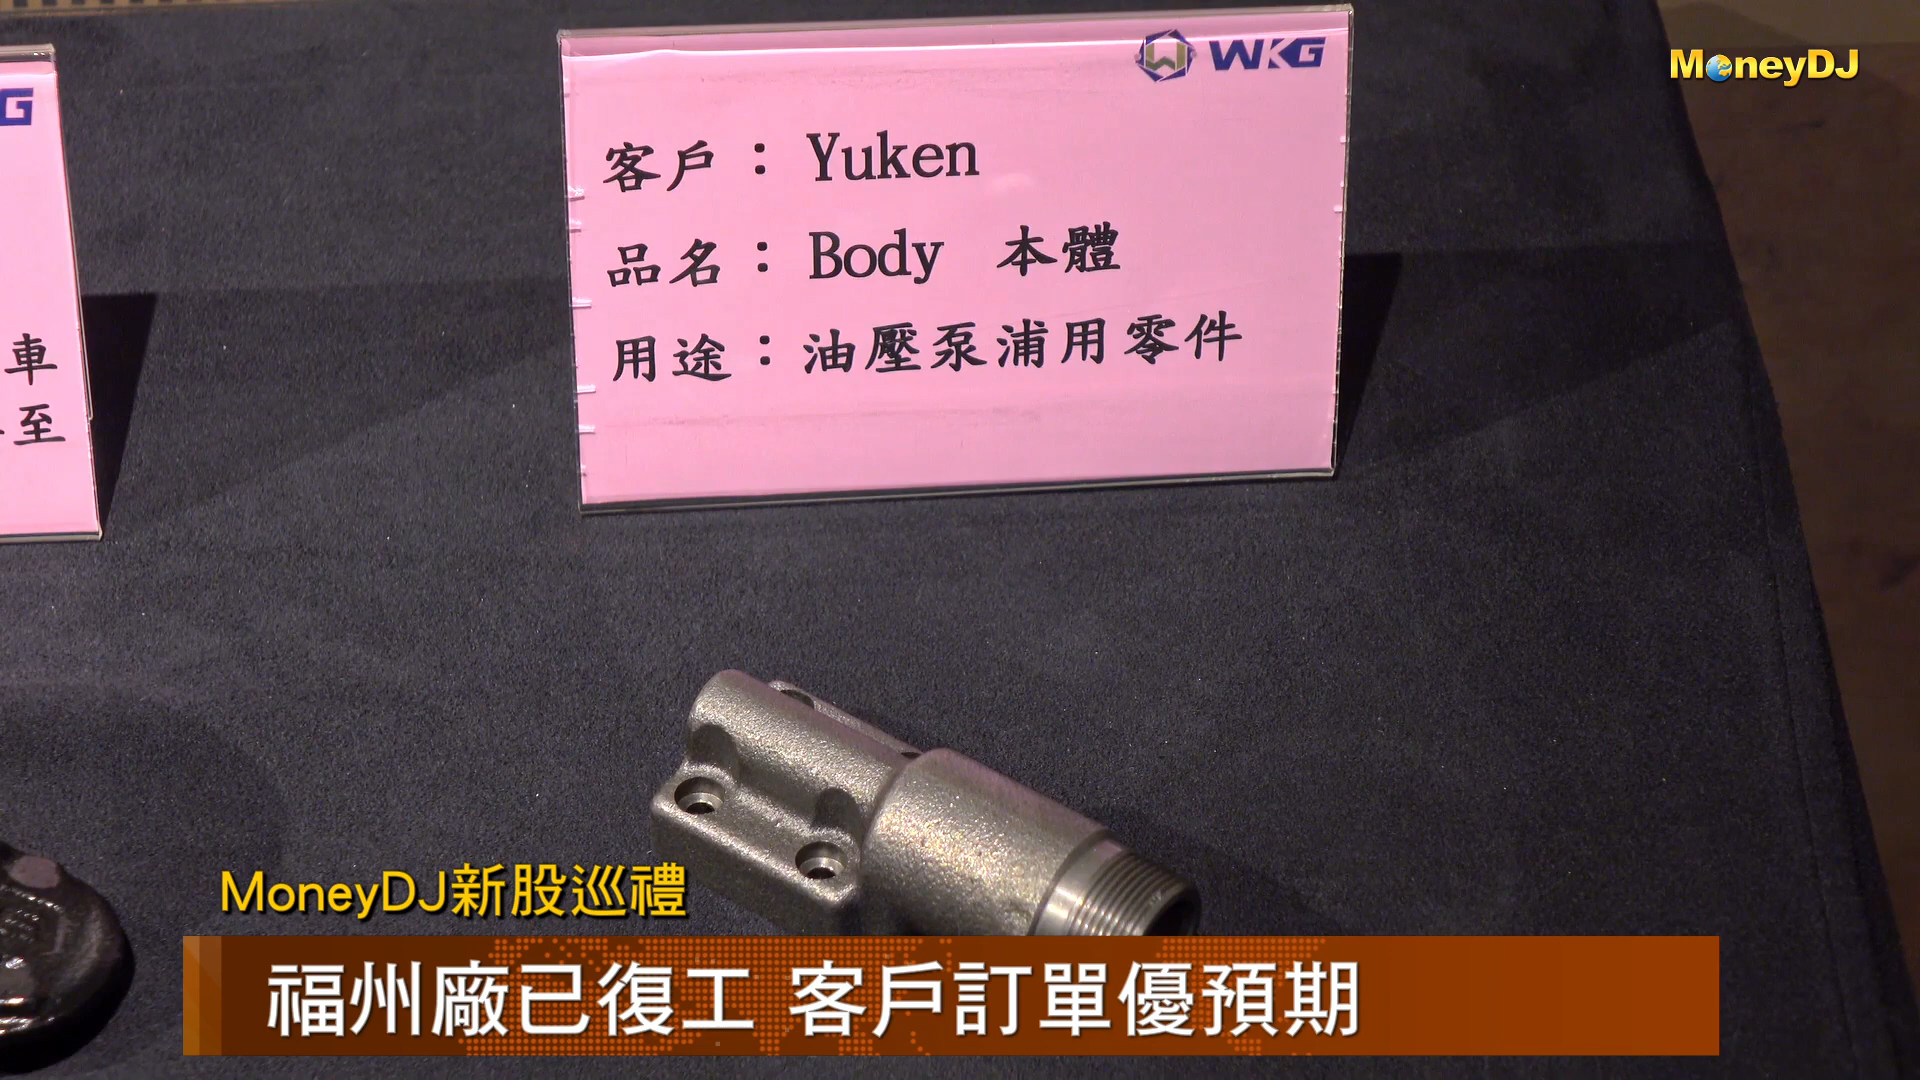 G
車
至
WKG
客戶：Yuken
品名：Body 本體
用途：油壓泵浦用零件
MoneyDJ
MoneyDJ新股巡禮
福州廠已復工 客戶訂單優預期